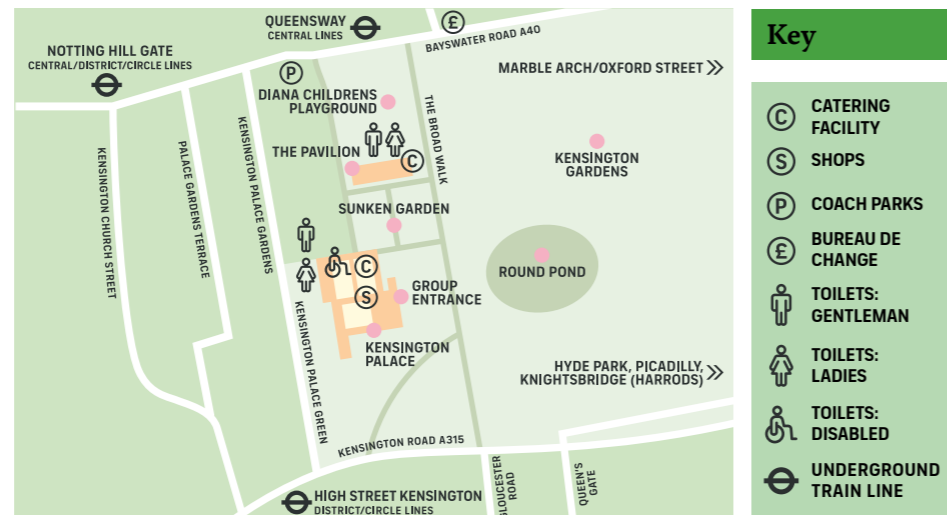 QUEENSWAY
CENTRAL LINES
£
BAYSWATER ROAD A40
NOTTING HILL GATE
CENTRAL/DISTRICT/CIRCLE LINES
MARBLE ARCH/OXFORD STREET
P
DIANA CHILDRENS
PLAYGROUND
THE BROAD WALK
THE PAVILION
C
KENSINGTON
GARDENS
KENSINGTON CHURCH STREET
PALACE GARDENS TERRACE
KENSINGTON PALACE GARDENS
SUNKEN GARDEN
C
S
GROUP
ENTRANCE
ROUND POND
KENSINGTON
PALACE
KENSINGTON PALACE GREEN
HYDE PARK, PICADILLY,
KNIGHTSBRIDGE (HARRODS)
KENSINGTON ROAD A315
HIGH STREET KENSINGTON
DISTRICT/CIRCLE LINES
GLOUCESTER
ROAD
QUEEN'S
GATE
Key
C
CATERING
FACILITY
S
SHOPS
P
COACH PARKS
£
BUREAU DE
CHANGE
TOILETS:
GENTLEMAN
TOILETS:
LADIES
TOILETS:
DISABLED
UNDERGROUND
TRAIN LINE